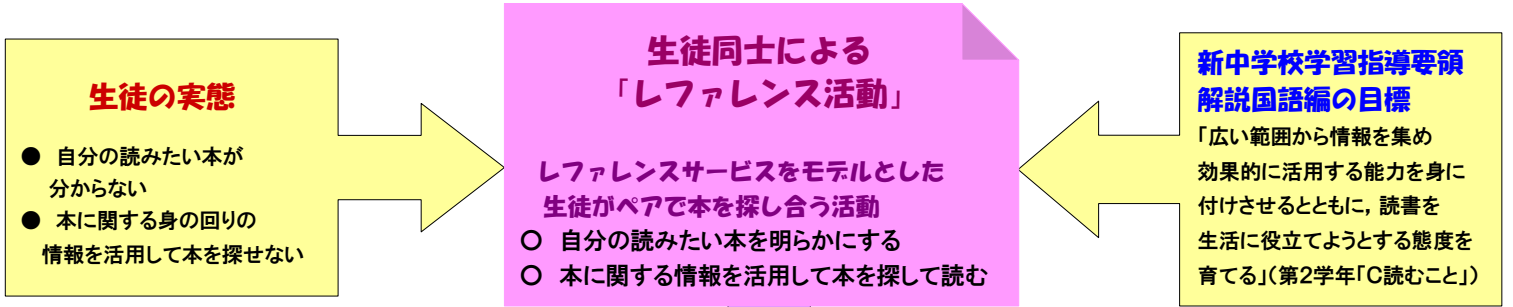 生徒の実態
● 自分の読みたい本が
分からない
● 本に関する身の回りの
情報を活用して本を探せない
生徒同士による
「レファレンス活動」
レファレンスサービスをモデルとした
生徒がペアで本を探し合う活動
○ 自分の読みたい本を明らかにする
○ 本に関する情報を活用して本を探して読む
新中学校学習指導要領
解説国語編の目標
「広い範囲から情報を集め
効果的に活用する能力を身に
付けさせるとともに，読書を
生活に役立てようとする態度を
育てる」（第２学年「Ｃ読むこと」）